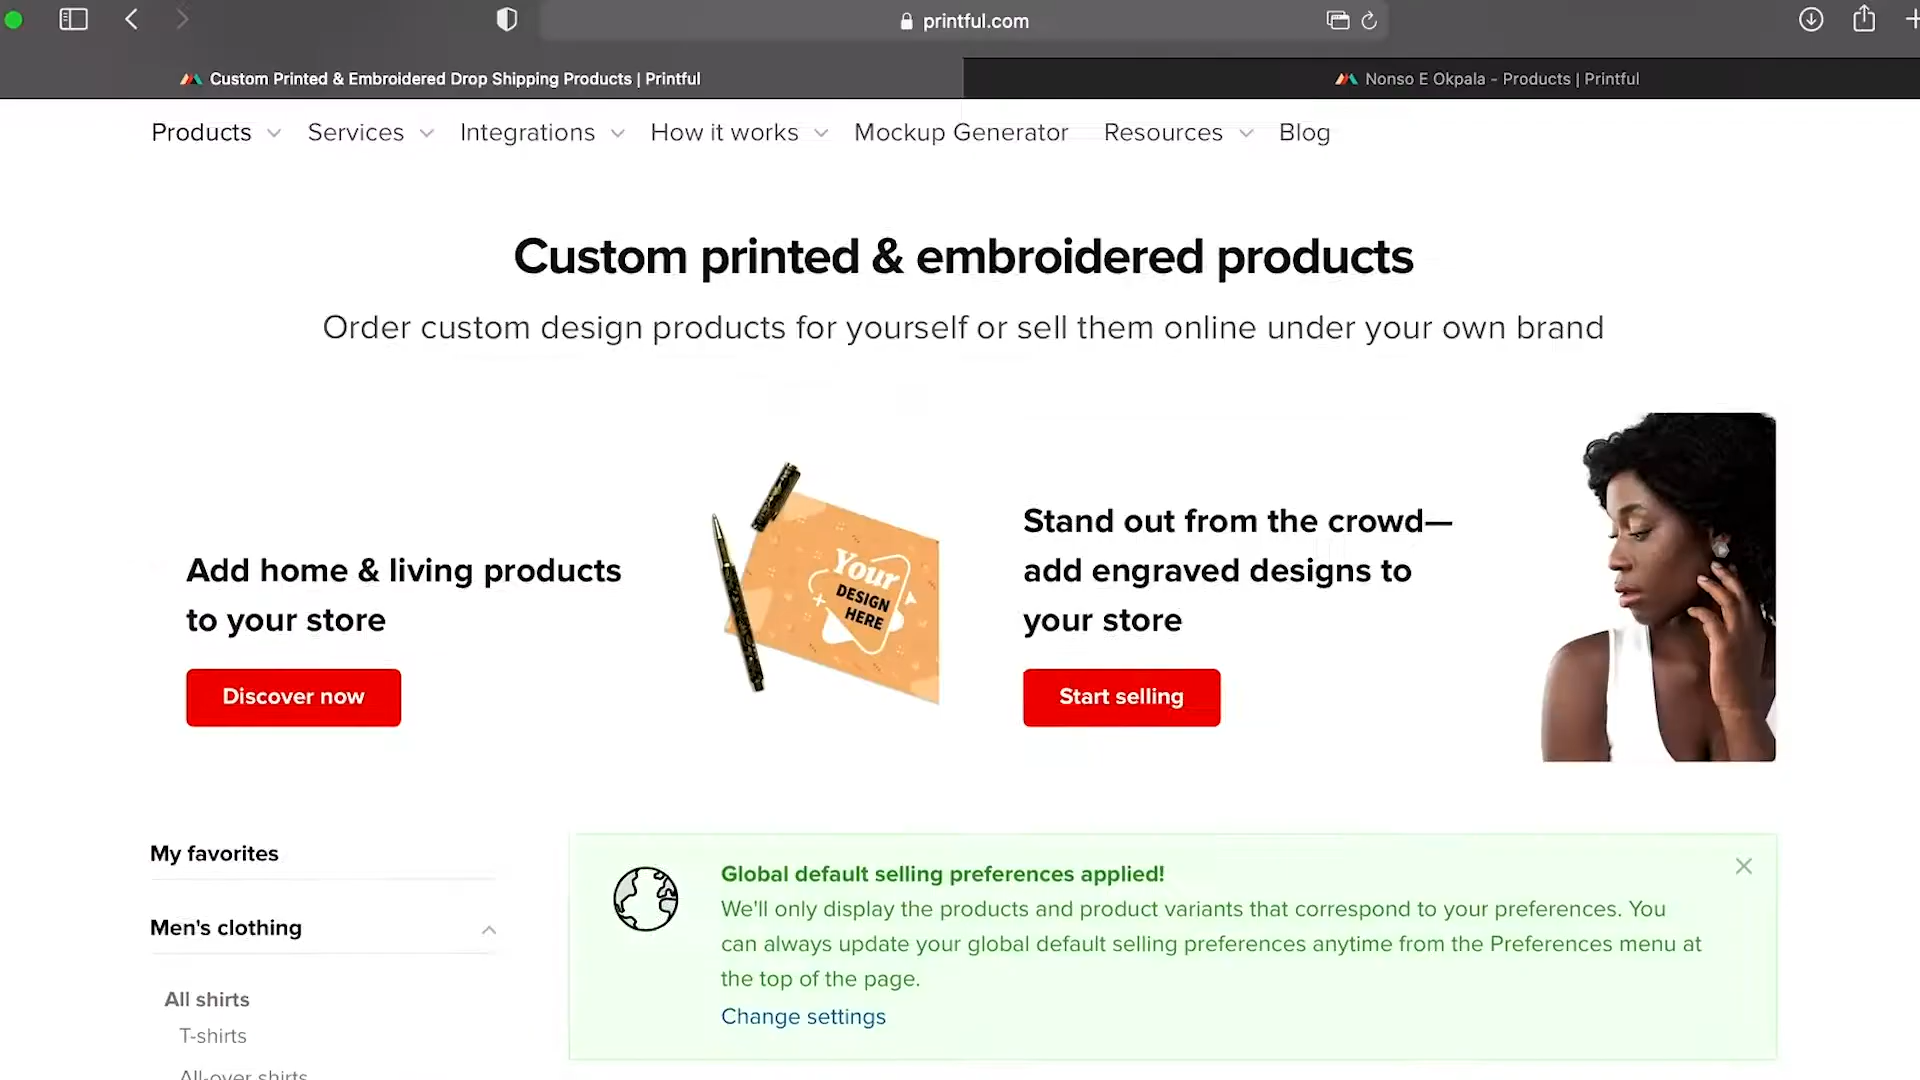 printful.com
Custom Printed & Embroidered Drop Shipping Products | Printful
Nonso E Okpala - Products | Printful
Products Services Integrations How it works Mockup Generator Resources Blog
Custom printed & embroidered products
Order custom design products for yourself or sell them online under your own brand
Add home & living products
to your store
Discover now
Your
DESIGN
HERE
Stand out from the crowd—
add engraved designs to
your store
Start selling
My favorites
Men's clothing
All shirts
T-shirts
All-over shirts
Global default selling preferences applied!
We'll only display the products and product variants that correspond to your preferences. You
can always update your global default selling preferences anytime from the Preferences menu at
the top of the page.
Change settings